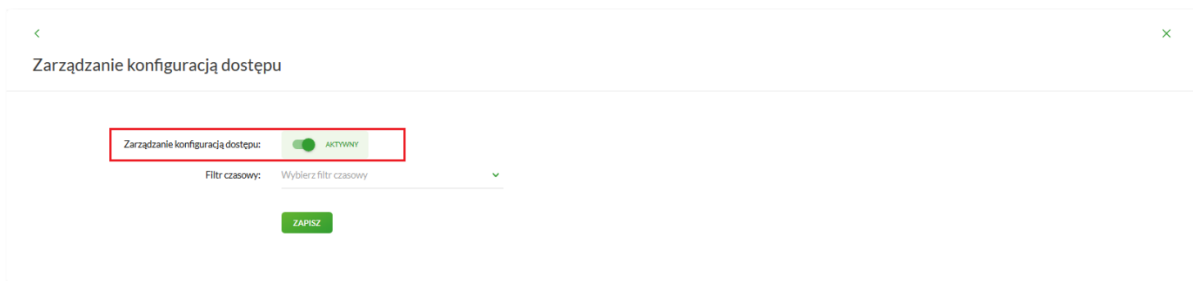 Zarządzanie konfiguracją dostępu
Zarządzanie konfiguracją dostępu: AKTYWNY
Filtr czasowy: Wybierz filtr czasowy
ZAPISZ